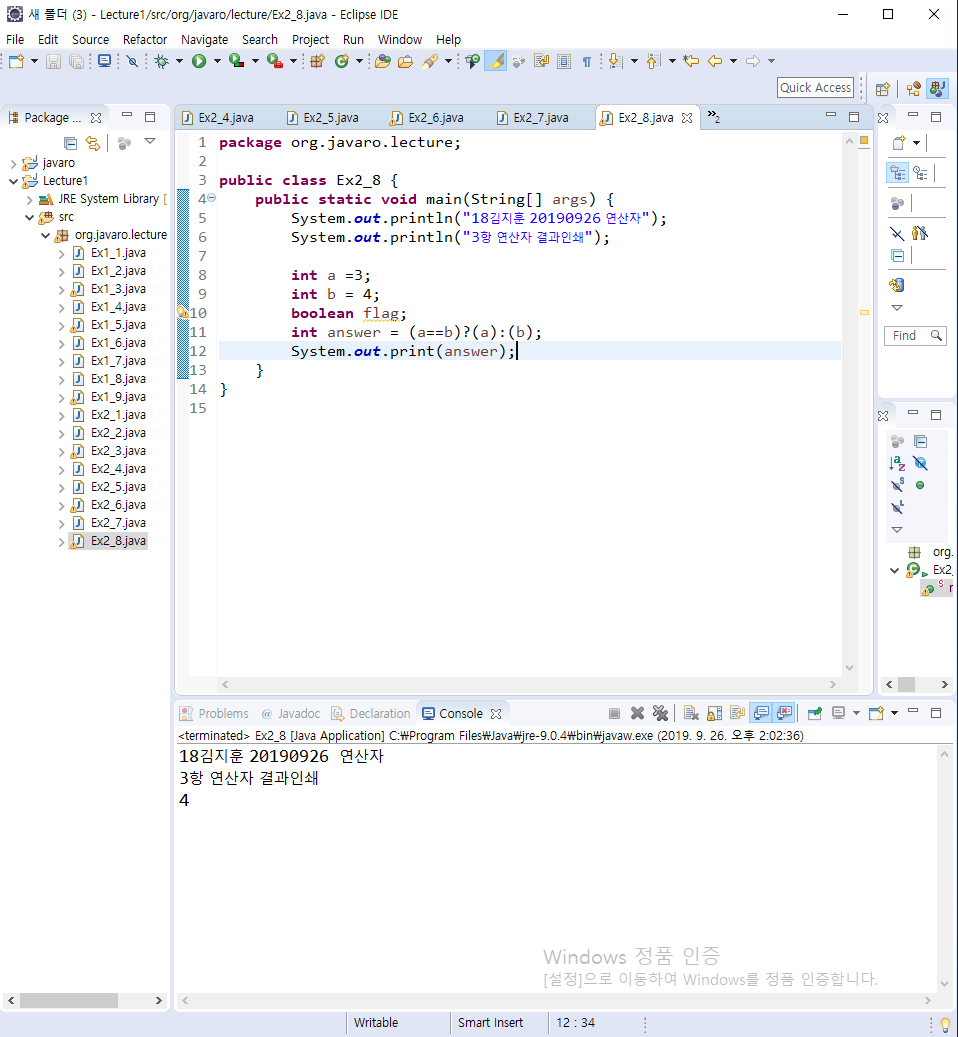 새 폴더 (3) - Lecture1/src/org/javaro/lecture/Ex2_8.java - Eclipse IDE
File Edit Source Refactor Navigate Search Project Run Window Help
Quick Access
Package ...
javaro
Lecture1
JRE System Library [
src
org.javaro.lecture
Ex1_1.java
Ex1_2.java
Ex1_3.java
Ex1_4.java
Ex1_5.java
Ex1_6.java
Ex1_7.java
Ex1_8.java
Ex1_9.java
Ex2_1.java
Ex2_2.java
Ex2_3.java
Ex2_4.java
Ex2_5.java
Ex2_6.java
Ex2_7.java
Ex2_8.java
Ex2_4.java Ex2_5.java Ex2_6.java Ex2_7.java Ex2_8.java »2
1 package org.javaro.lecture;
2
3 public class Ex2_8 {
4 public static void main(String[] args) {
5 System.out.println("18김지훈 20190926 연산자");
6 System.out.println("3항 연산자 결과인쇄");
7
8 int a =3;
9 int b = 4;
10 boolean flag;
11 int answer = (a==b)?(a):(b);
12 System.out.print(answer);
13 }
14 }
15
Find
org.
Ex2_
Problems @ Javadoc Declaration Console
<terminated> Ex2_8 [Java Application] C:₩Program Files₩Java₩jre-9.0.4₩bin₩javaw.exe (2019. 9. 26. 오후 2:02:36)
18김지훈 20190926 연산자
3항 연산자 결과인쇄
4
Windows 정품 인증
[설정]으로 이동하여 Windows를 정품 인증합니다.
Writable Smart Insert 12 : 34